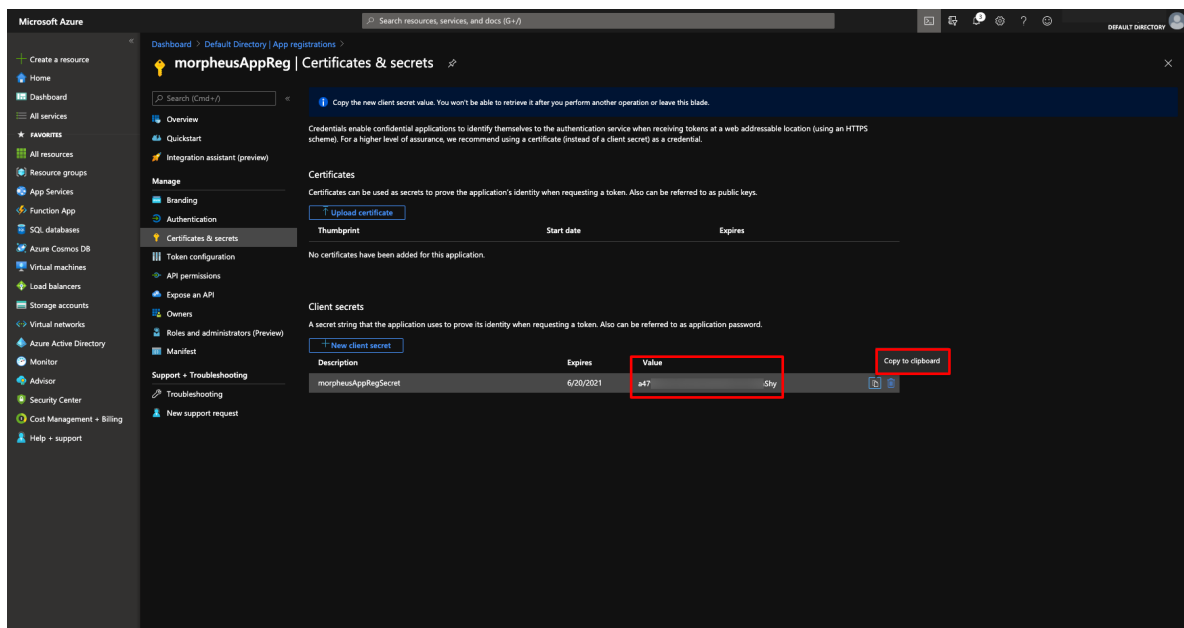 Microsoft Azure
Search resources, services, and docs (G+/)
3
?
DEFAULT DIRECTORY
Create a resource
Home
Dashboard
All services
FAVORITES
All resources
Resource groups
App Services
Function App
SQL databases
Azure Cosmos DB
Virtual machines
Load balancers
Storage accounts
Virtual networks
Azure Active Directory
Monitor
Advisor
Security Center
Cost Management + Billing
Help + support
Dashboard > Default Directory | App registrations >
morpheusAppReg | Certificates & secrets
Search (Cmd+/)
Overview
Quickstart
Integration assistant (preview)
Manage
Branding
Authentication
Certificates & secrets
Token configuration
API permissions
Expose an API
Owners
Roles and administrators (Preview)
Manifest
Support + Troubleshooting
Troubleshooting
New support request
Copy the new client secret value. You won't be able to retrieve it after you perform another operation or leave this blade.
Credentials enable confidential applications to identify themselves to the authentication service when receiving tokens at a web addressable location (using an HTTPS
scheme). For a higher level of assurance, we recommend using a certificate (instead of a client secret) as a credential.
Certificates
Certificates can be used as secrets to prove the application's identity when requesting a token. Also can be referred to as public keys.
Upload certificate
Thumbprint Start date Expires
No certificates have been added for this application.
Client secrets
A secret string that the application uses to prove its identity when requesting a token. Also can be referred to as application password.
New client secret
Copy to clipboard
Description Expires Value
morpheusAppRegSecret 6/20/2021 a47 Shy